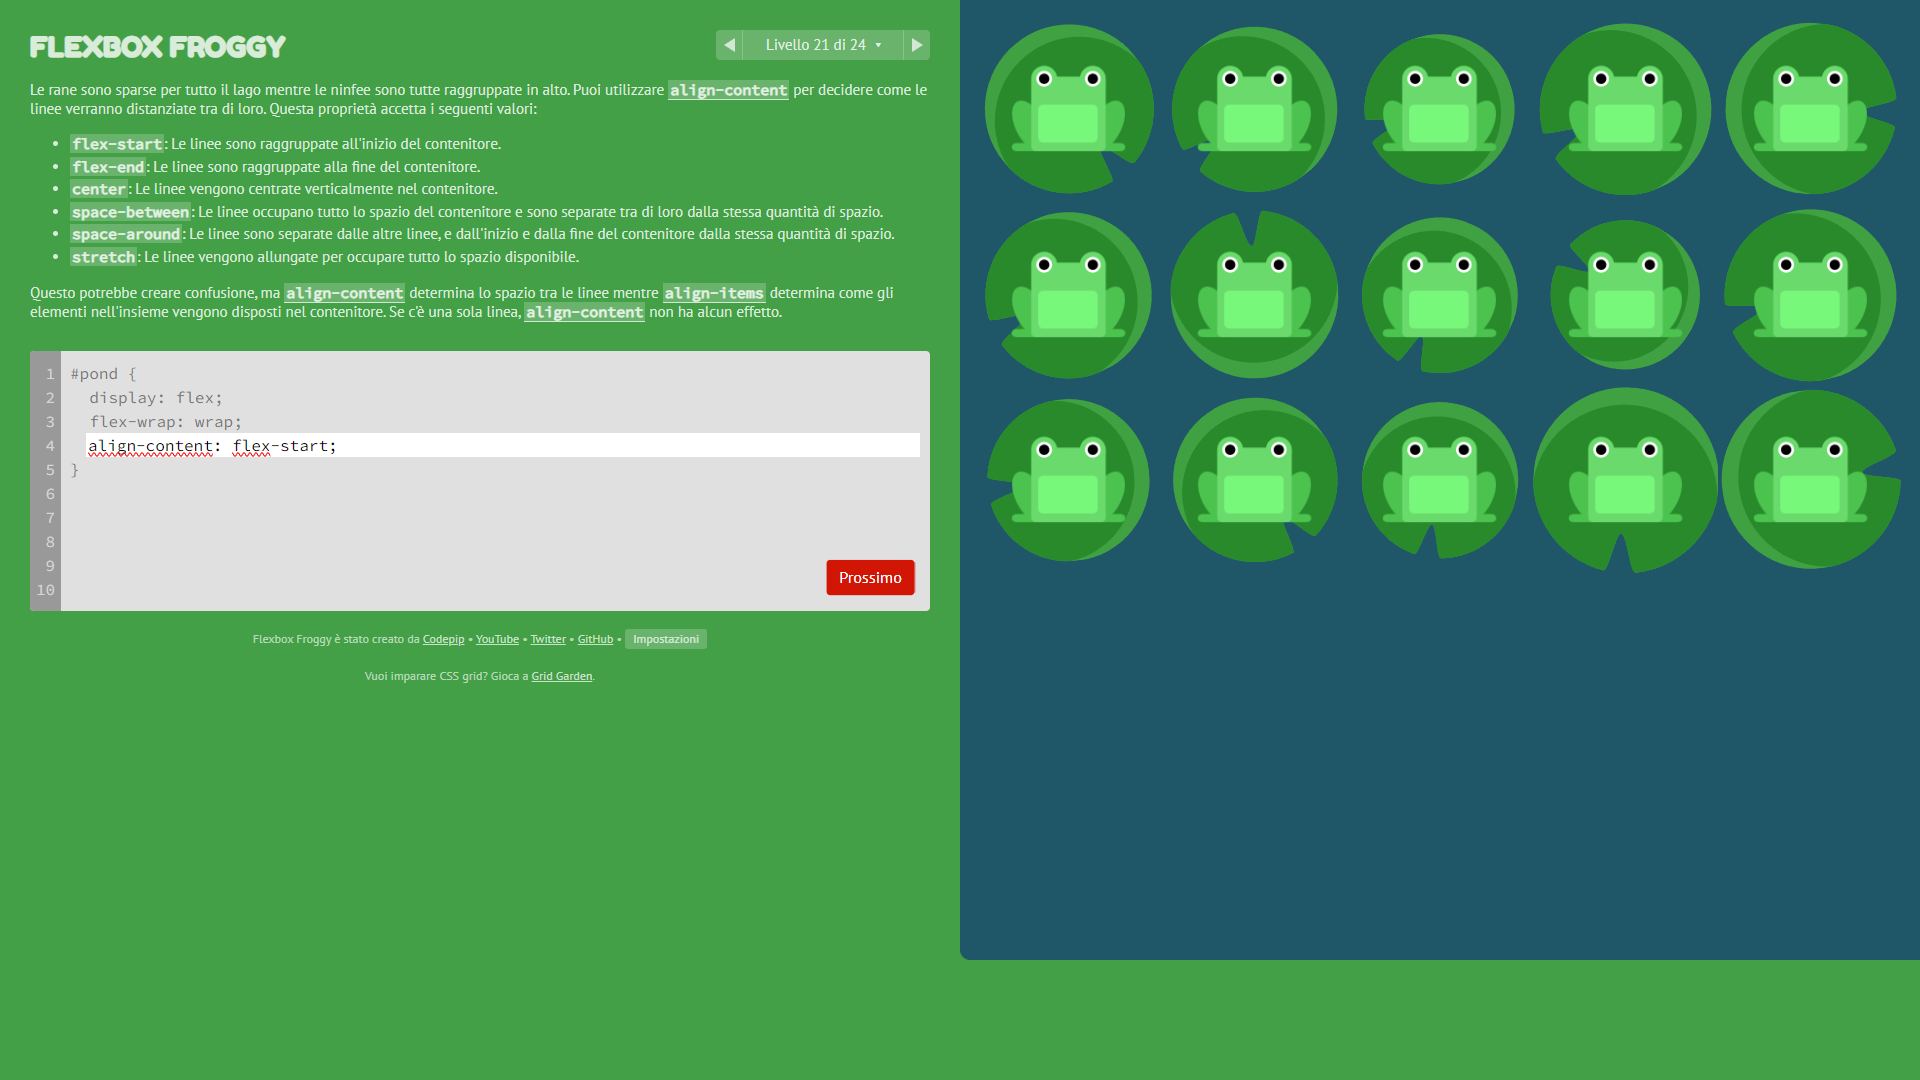 FLEXBOX FROGGY
Livello 21 di 24
Le rane sono sparse per tutto il lago mentre le ninfee sono tutte raggruppate in alto. Puoi utilizzare align-content per decidere come le
linee verranno distanziate tra di loro. Questa proprietà accetta i seguenti valori:
• flex-start: Le linee sono raggruppate all'inizio del contenitore.
• flex-end: Le linee sono raggruppate alla fine del contenitore.
• center: Le linee vengono centrate verticalmente nel contenitore.
• space-between: Le linee occupano tutto lo spazio del contenitore e sono separate tra di loro dalla stessa quantità di spazio.
• space-around: Le linee sono separate dalle altre linee, e dall'inizio e dalla fine del contenitore dalla stessa quantità di spazio.
• stretch: Le linee vengono allungate per occupare tutto lo spazio disponibile.
Questo potrebbe creare confusione, ma align-content determina lo spazio tra le linee mentre align-items determina come gli
elementi nell'insieme vengono disposti nel contenitore. Se c'è una sola linea, align-content non ha alcun effetto.
1 #pond {
2 display: flex;
3 flex-wrap: wrap;
4 align-content: flex-start;
5 }
6
7
8
9
10
Prossimo
Flexbox Froggy è stato creato da Codepip • YouTube • Twitter • GitHub • Impostazioni
Vuoi imparare CSS grid? Gioca a Grid Garden.